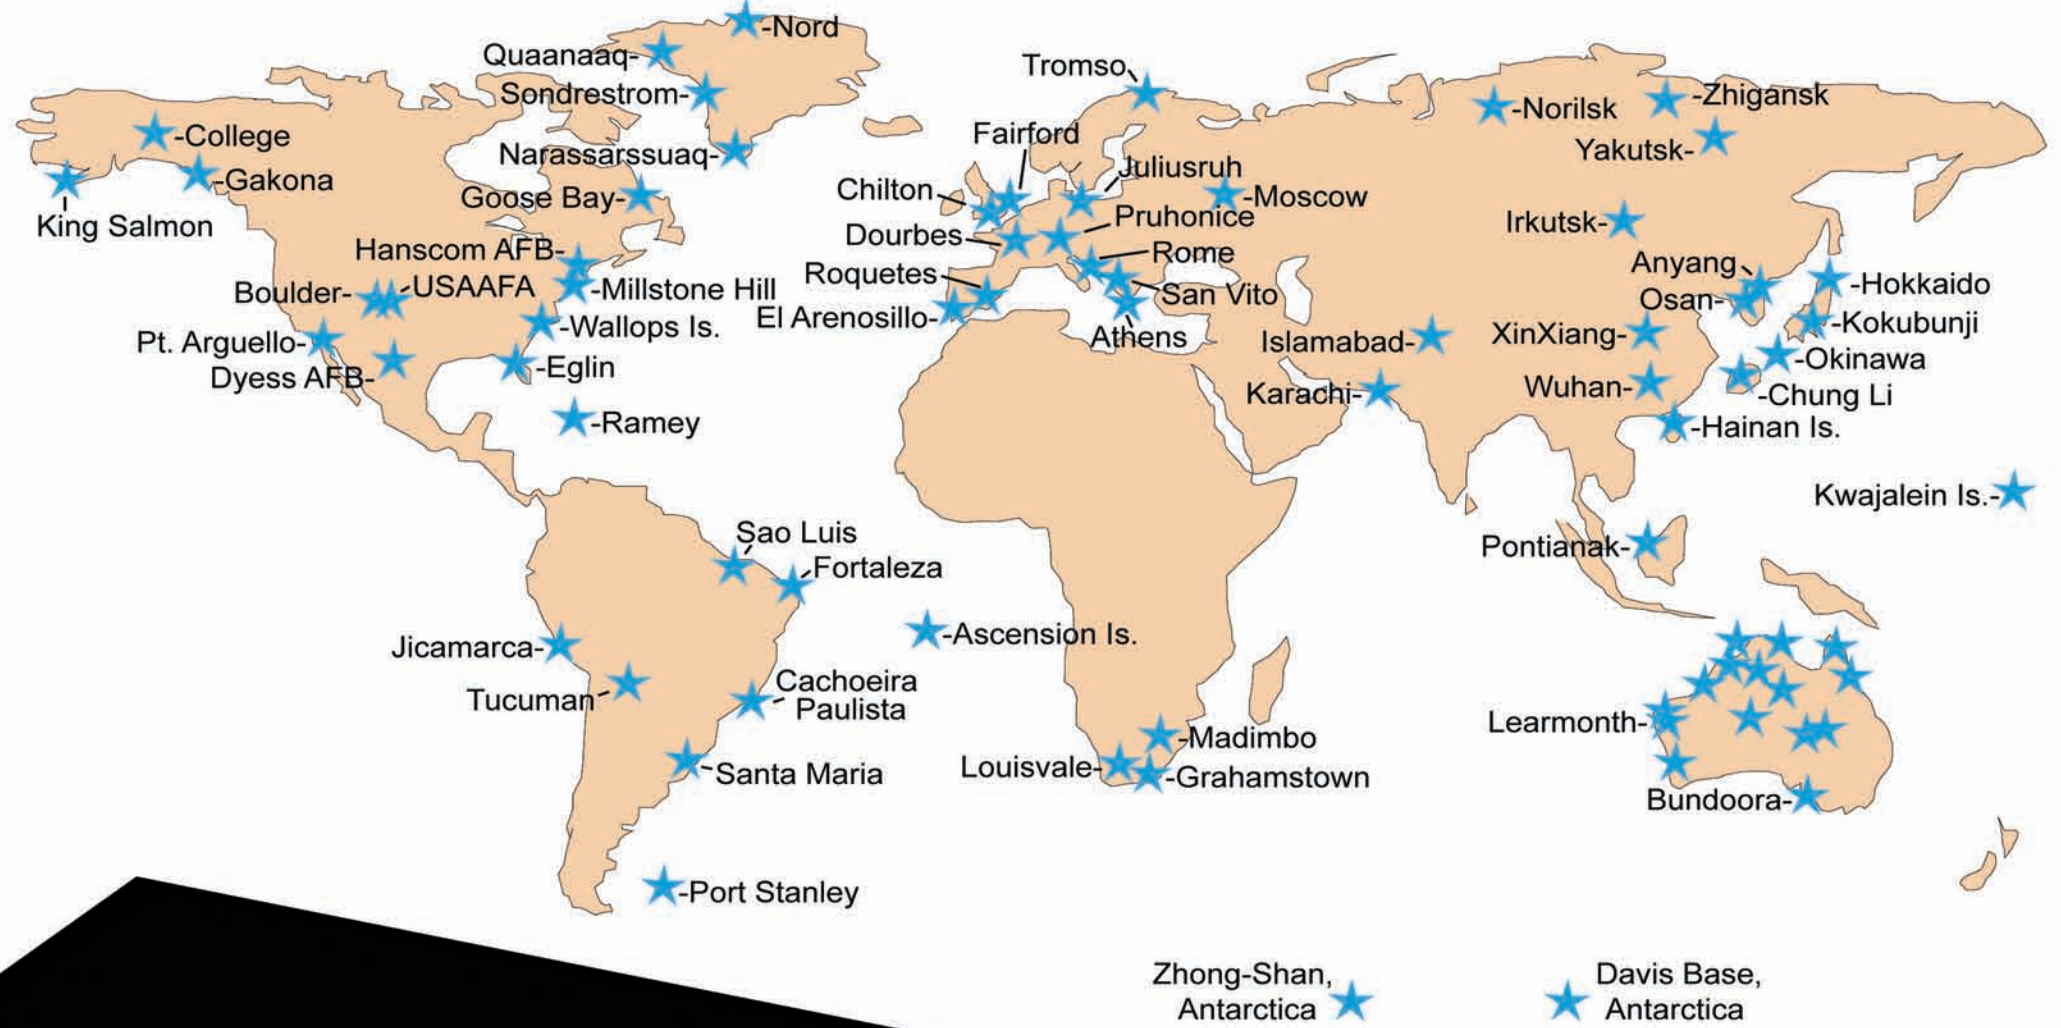 -Nord
Quaanaaq-
Tromso
Sondrestrom-
-Norilsk
-Zhigansk
-College
Fairford
Yakutsk-
Narassarssuaq-
Juliusruh
-Gakona
Goose Bay-
Chilton
-Moscow
King Salmon
Pruhonice
Irkutsk-
Dourbes
Hanscom AFB-
Rome
Anyang
Roquetes
Boulder-
USAAFA
-Millstone Hill
San Vito
Osan-
-Hokkaido
El Arenosillo-
-Wallops Is.
Athens
XinXiang-
-Kokubunji
Pt. Arguello-
Islamabad-
-Okinawa
Dyess AFB-
-Eglin
Karachi-
Wuhan-
-Chung Li
-Ramey
-Hainan Is.
Kwajalein Is.-
Sao Luis
Pontianak-
Fortaleza
-Ascension Is.
Jicamarca-
Tucuman
Cachoeira
Paulista
Learmonth-
-Madimbo
Louisvale-
-Grahamstown
Santa Maria
Bundoora-
-Port Stanley
Zhong-Shan,
Antarctica
Davis Base,
Antarctica